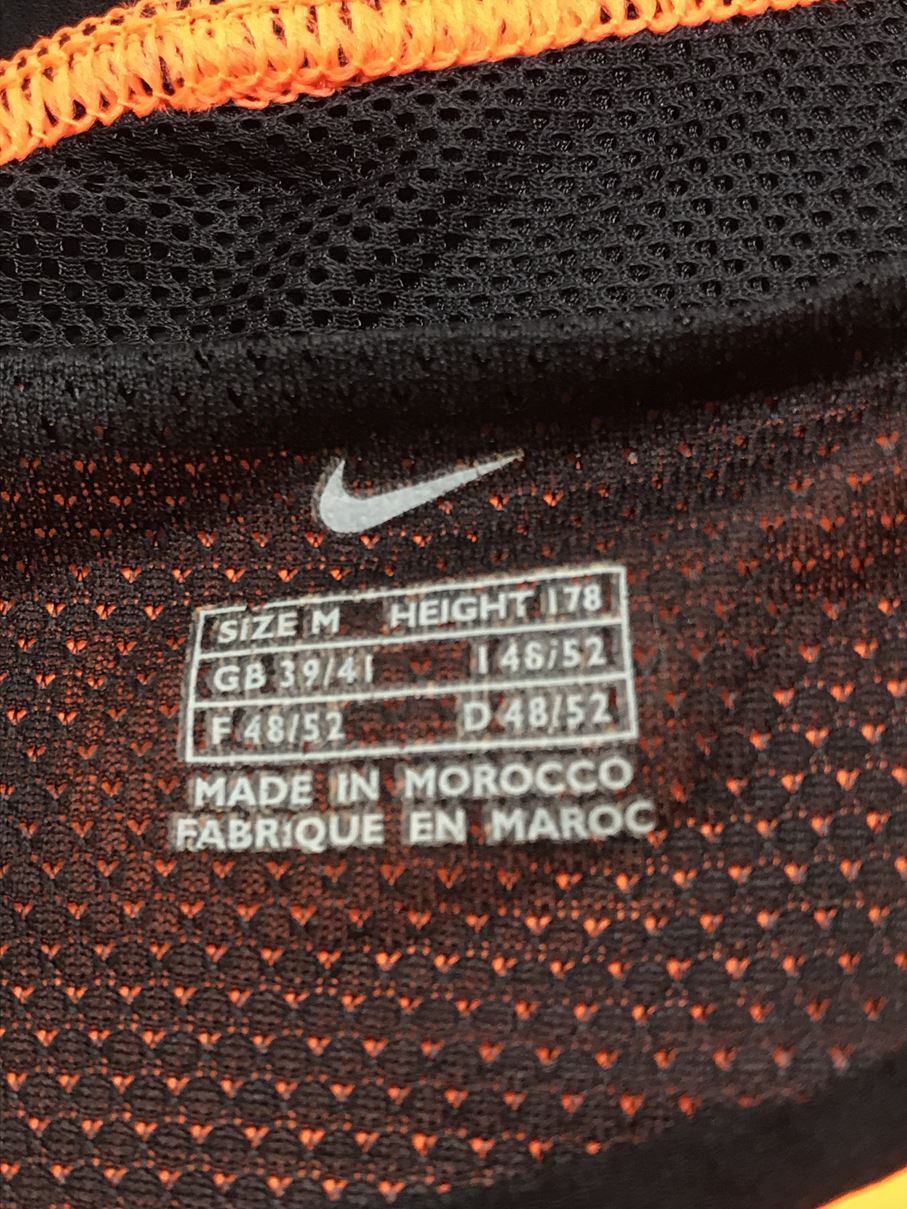 SIZE M HEIGHT 178
GB 39/41 I 48/52
F 48/52 D 48/52
MADE IN MOROCCO
FABRIQUE EN MAROC